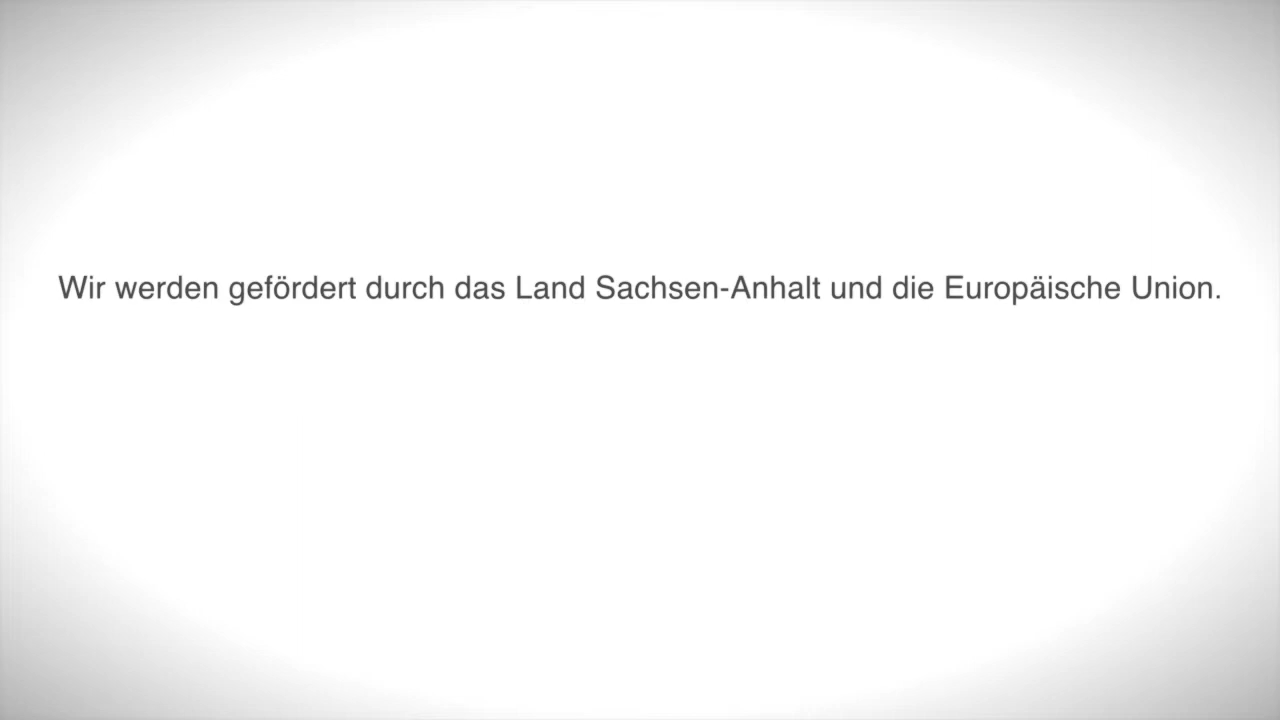 Wir werden gefördert durch das Land Sachsen-Anhalt und die Europäische Union.